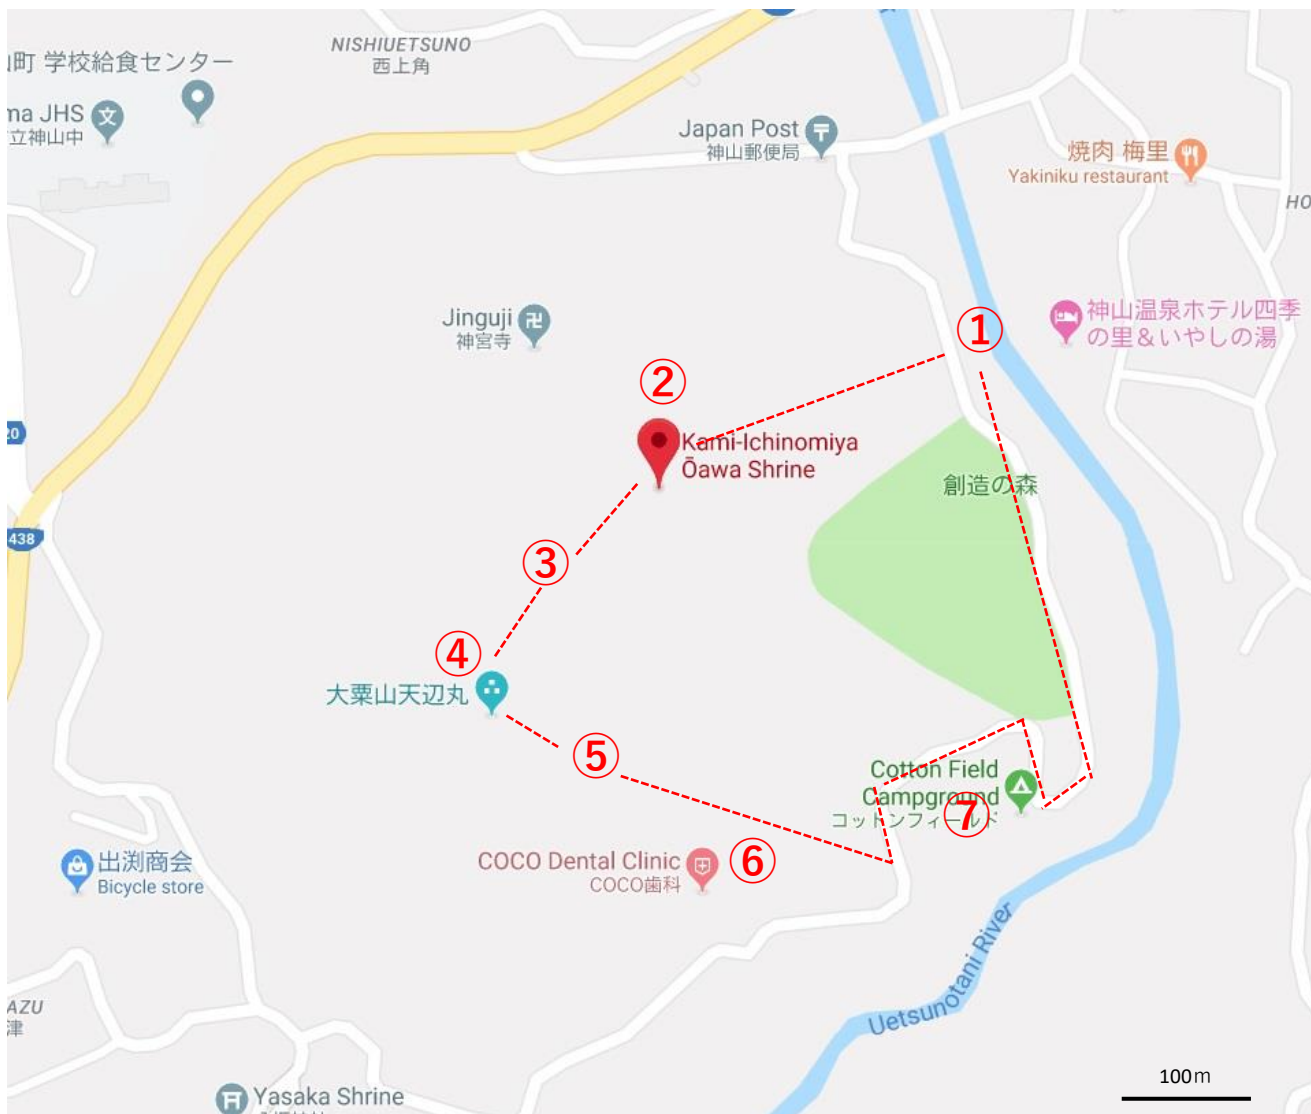 NISHIUETSUNO
西上角
町 学校給食センター
ma JHS
立神山中
Japan Post
神山郵便局
焼肉 梅里
Yakiniku restaurant
HO
Jinguji
神宮寺
①
神山温泉ホテル四季
の里＆いやしの湯
②
Kami-Ichinomiya
Ōawa Shrine
20
創造の森
438
③
④
大粟山天辺丸
⑤
Cotton Field
Campground
コットンフィールド
⑦
出渕商会
Bicycle store
COCO Dental Clinic
COCO歯科
⑥
Uetsunotani River
AZU
津
100m
Yasaka Shrine